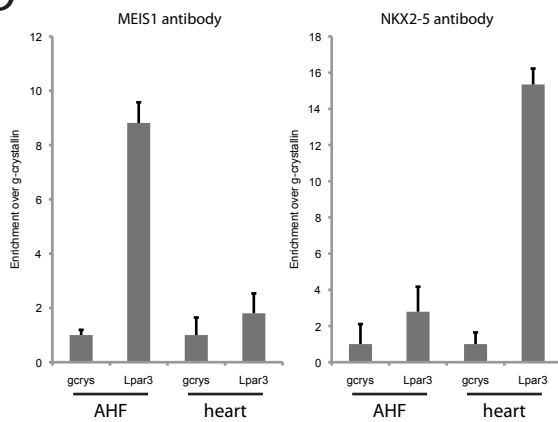 MEIS1 antibody
Enrichment over g-crystallin
12
10
8
6
4
2
0
gcrys Lpar3 gcrys Lpar3
AHF heart
NKX2-5 antibody
Enrichment over g-crystallin
18
16
14
12
10
8
6
4
2
0
gcrys Lpar3 gcrys Lpar3
AHF heart